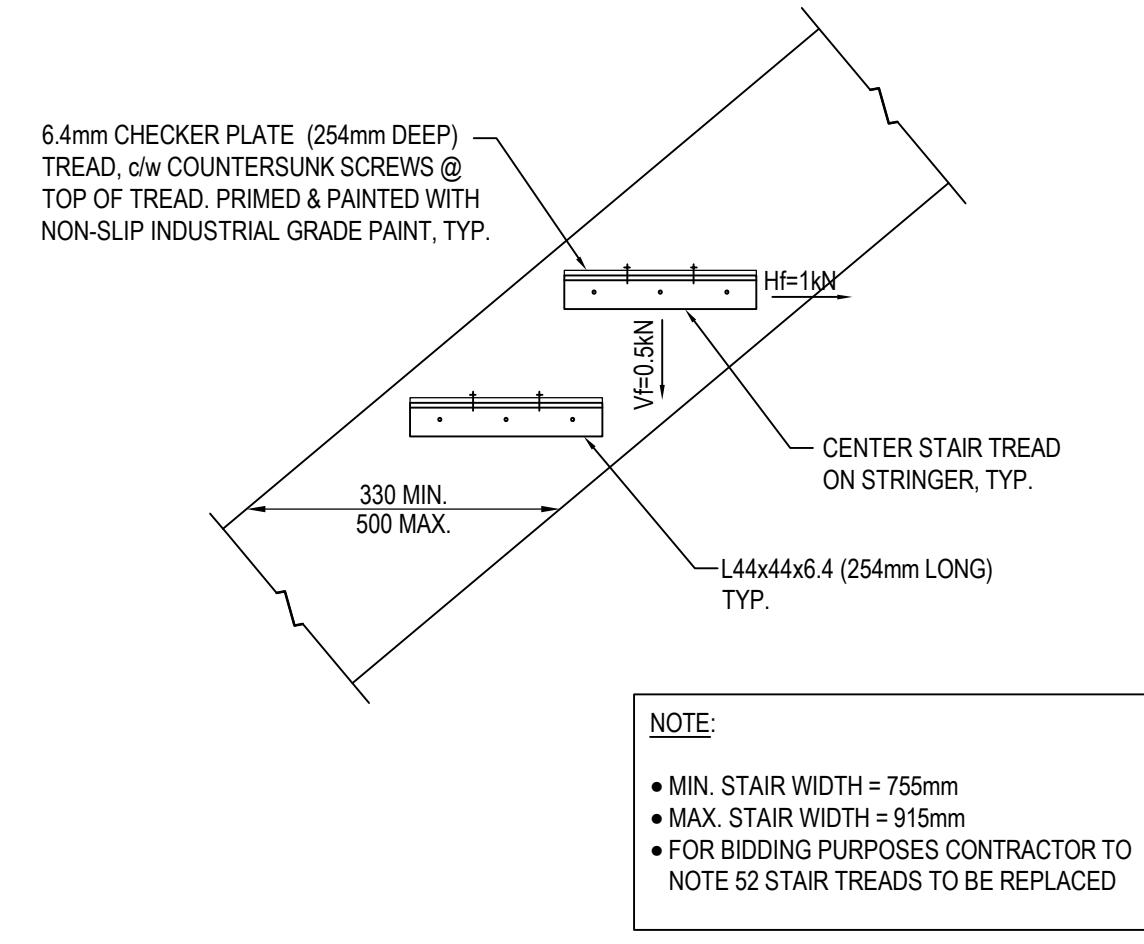 6.4mm CHECKER PLATE (254mm DEEP)
TREAD, c/w COUNTERSUNK SCREWS @
TOP OF TREAD. PRIMED & PAINTED WITH
NON-SLIP INDUSTRIAL GRADE PAINT, TYP.
Hf=1kN
Vf=0.5kN
CENTER STAIR TREAD
ON STRINGER, TYP.
330 MIN.
500 MAX.
L44x44x6.4 (254mm LONG)
TYP.
NOTE:
● MIN. STAIR WIDTH = 755mm
● MAX. STAIR WIDTH = 915mm
● FOR BIDDING PURPOSES CONTRACTOR TO
NOTE 52 STAIR TREADS TO BE REPLACED